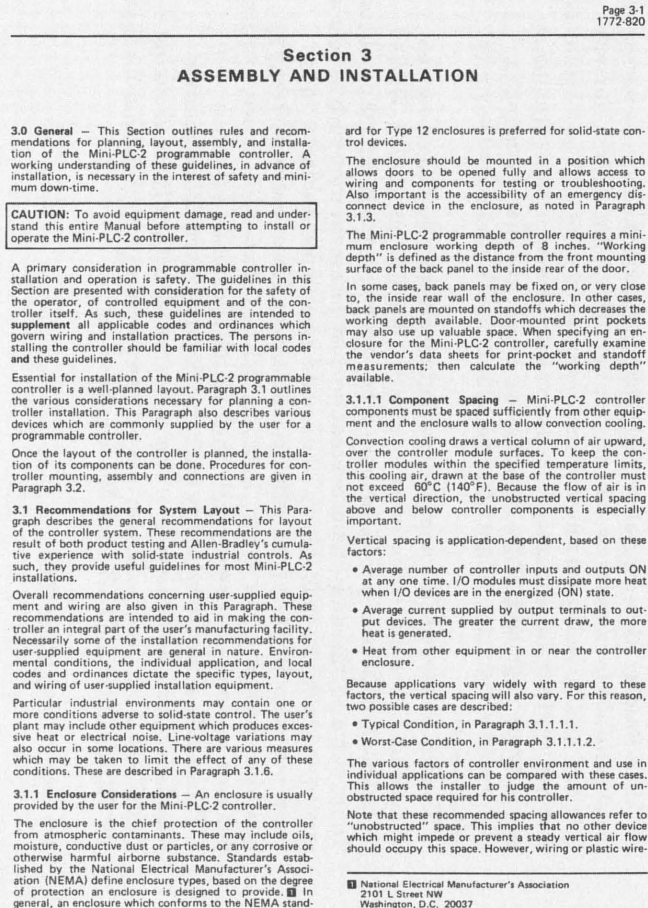 Page 3-1
1772-820
Section 3
ASSEMBLY AND INSTALLATION
3.0 General — This Section outlines rules and recom-
mendations for planning, layout, assembly, and installa-
tion of the Mini-PLC-2 programmable controller. A
working understanding of these guidelines, in advance of
installation, is necessary in the interest of safety and mini-
mum down-time.
CAUTION: To avoid equipment damage, read and under-
stand this entire Manual before attempting to install or
operate the Mini-PLC-2 controller.
A primary consideration in programmable controller in-
stallation and operation is safety. The guidelines in this
Section are presented with consideration for the safety of
the operator, of controlled equipment and of the con-
troller itself. As such, these guidelines are intended to
supplement all applicable codes and ordinances which
govern wiring and installation practices. The persons in-
stalling the controller should be familiar with local codes
and these guidelines.
Essential for installation of the Mini-PLC-2 programmable
controller is a well-planned layout. Paragraph 3.1 outlines
the various considerations necessary for planning a con-
troller installation. This Paragraph also describes various
devices which are commonly supplied by the user for a
programmable controller.
Once the layout of the controller is planned, the installa-
tion of its components can be done. Procedures for con-
troller mounting, assembly and connections are given in
Paragraph 3.2.
3.1 Recommendations for System Layout — This Para-
graph describes the general recommendations for layout
of the controller system. These recommendations are the
result of both product testing and Allen-Bradley's cumula-
tive experience with solid-state industrial controls. As
such, they provide useful guidelines for most Mini-PLC-2
installations.
Overall recommendations concerning user-supplied equip-
ment and wiring are also given in this Paragraph. These
recommendations are intended to aid in making the con-
troller an integral part of the user's manufacturing facility.
Necessarily some of the installation recommendations for
user-supplied equipment are general in nature. Environ-
mental conditions, the individual application, and local
codes and ordinances dictate the specific types, layout,
and wiring of user-supplied installation equipment.
Particular industrial environments may contain one or
more conditions adverse to solid-state control. The user's
plant may include other equipment which produces exces-
sive heat or electrical noise. Line-voltage variations may
also occur in some locations. There are various measures
which may be taken to limit the effect of any of these
conditions. These are described in Paragraph 3.1.6.
3.1.1 Enclosure Considerations — An enclosure is usually
provided by the user for the Mini-PLC-2 controller.
The enclosure is the chief protection of the controller
from atmospheric contaminants. These may include oils,
moisture, conductive dust or particles, or any corrosive or
otherwise harmful airborne substance. Standards estab-
lished by the National Electrical Manufacturer's Associ-
ation (NEMA) define enclosure types, based on the degree
of protection an enclosure is designed to provide. 1 In
general, an enclosure which conforms to the NEMA stand-
ard for Type 12 enclosures is preferred for solid-state con-
trol devices.
The enclosure should be mounted in a position which
allows doors to be opened fully and allows access to
wiring and components for testing or troubleshooting.
Also important is the accessibility of an emergency dis-
connect device in the enclosure, as noted in Paragraph
3.1.3.
The Mini-PLC-2 programmable controller requires a mini-
mum enclosure working depth of 8 inches. "Working
depth" is defined as the distance from the front mounting
surface of the back panel to the inside rear of the door.
In some cases, back panels may be fixed on, or very close
to, the inside rear wall of the enclosure. In other cases,
back panels are mounted on standoffs which decreases the
working depth available. Door-mounted print pockets
may also use up valuable space. When specifying an en-
closure for the Mini-PLC-2 controller, carefully examine
the vendor's data sheets for print-pocket and standoff
measurements; then calculate the "working depth"
available.
3.1.1.1 Component Spacing — Mini-PLC-2 controller
components must be spaced sufficiently from other equip-
ment and the enclosure walls to allow convection cooling.
Convection cooling draws a vertical column of air upward,
over the controller module surfaces. To keep the con-
troller modules within the specified temperature limits,
this cooling air, drawn at the base of the controller must
not exceed 60°C (140°F). Because the flow of air is in
the vertical direction, the unobstructed vertical spacing
above and below controller components is especially
important.
Vertical spacing is application-dependent, based on these
factors:
• Average number of controller inputs and outputs ON
at any one time. I/O modules must dissipate more heat
when I/O devices are in the energized (ON) state.
• Average current supplied by output terminals to out-
put devices. The greater the current draw, the more
heat is generated.
• Heat from other equipment in or near the controller
enclosure.
Because applications vary widely with regard to these
factors, the vertical spacing will also vary. For this reason,
two possible cases are described:
• Typical Condition, in Paragraph 3.1.1.1.1.
• Worst-Case Condition, in Paragraph 3.1.1.1.2.
The various factors of controller environment and use in
individual applications can be compared with these cases.
This allows the installer to judge the amount of un-
obstructed space required for his controller.
Note that these recommended spacing allowances refer to
"unobstructed" space. This implies that no other device
which might impede or prevent a steady vertical air flow
should occupy this space. However, wiring or plastic wire-
1 National Electrical Manufacturer's Association
2101 L Street NW
Washington, D.C. 20037